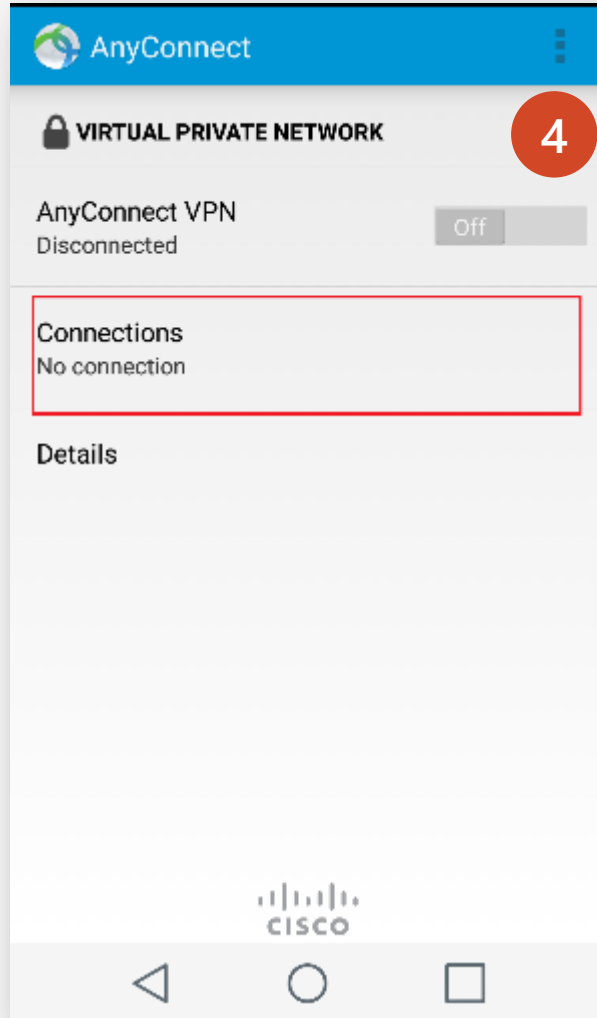 AnyConnect
VIRTUAL PRIVATE NETWORK
4
AnyConnect VPN
Off
Disconnected
Connections
No connection
Details
CISCO